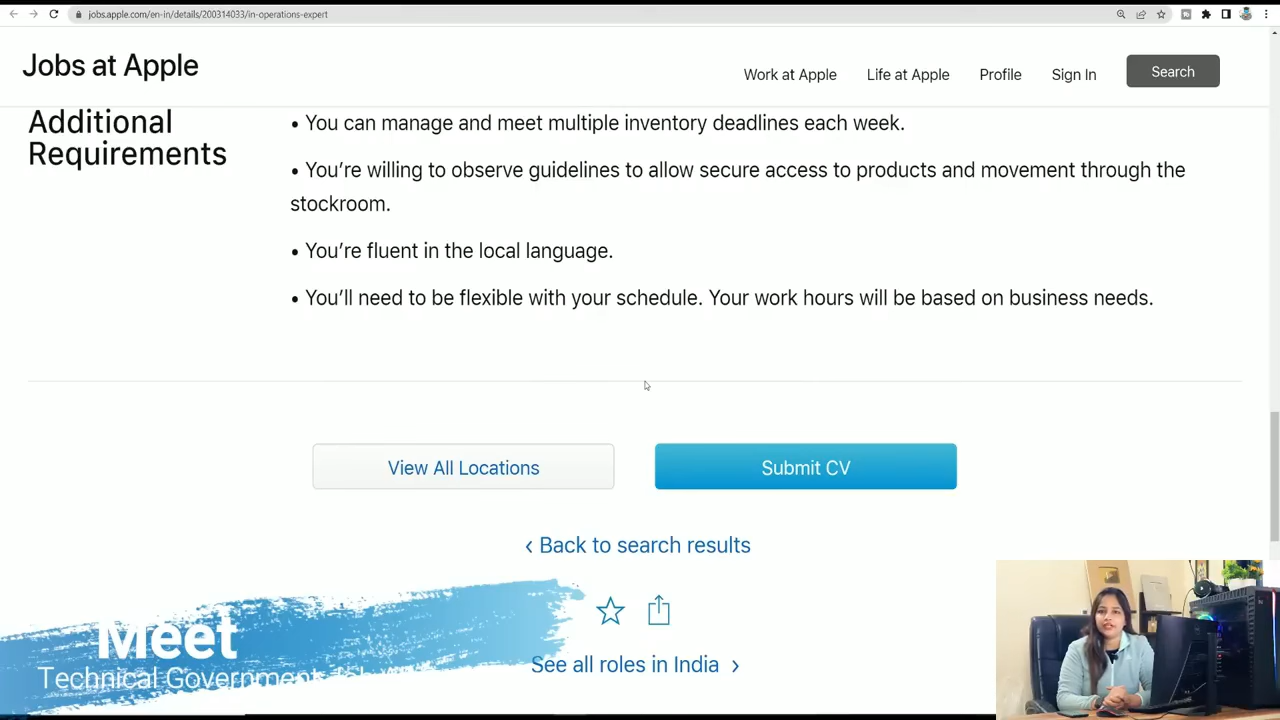 jobs.apple.com/en-in/details/200314033/in-operations-expert
Jobs at Apple
Work at Apple
Life at Apple
Profile
Sign In
Search
Additional
Requirements
• You can manage and meet multiple inventory deadlines each week.
• You’re willing to observe guidelines to allow secure access to products and movement through the
stockroom.
• You’re fluent in the local language.
• You’ll need to be flexible with your schedule. Your work hours will be based on business needs.
View All Locations
Submit CV
‹ Back to search results
See all roles in India ›
Meet
Technical Government